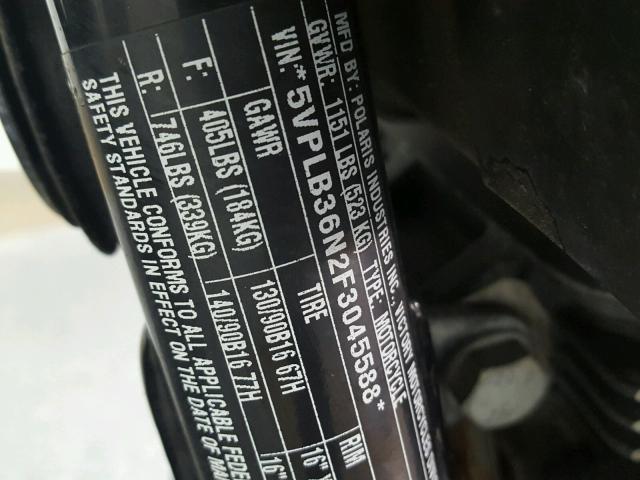 MFD BY: POLARIS INDUSTRIES INC., VICTORY MOTORCYCLES
GVWR: 1151 LBS (523 KG) TYPE: MOTORCYCLE
VIN:*5VPLB36N2F3045588*
GAWR TIRE RIM
F: 405LBS (184KG) 130/90B16 67H 16"
R: 746LBS (339KG) 140/90B16 77H 16"
THIS VEHICLE CONFORMS TO ALL APPLICABLE
SAFETY STANDARDS IN EFFECT ON THE DATE OF